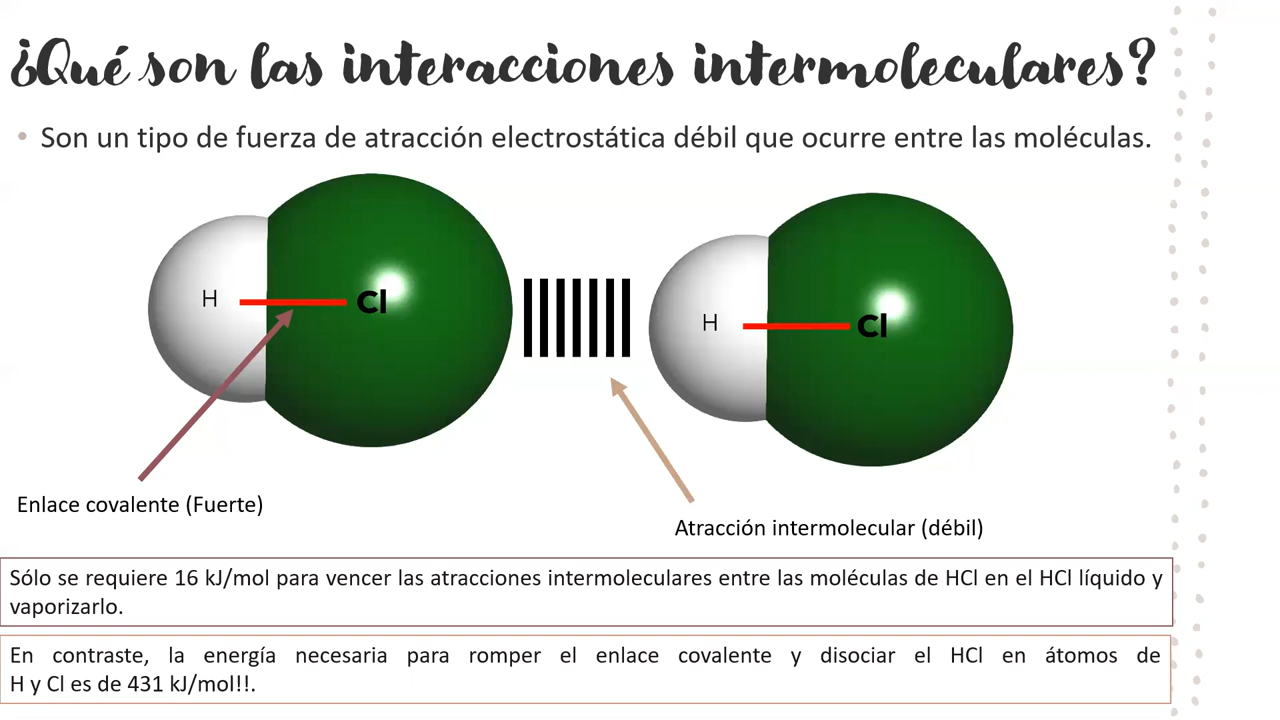 ¿Qué son las interacciones intermoleculares?
• Son un tipo de fuerza de atracción electrostática débil que ocurre entre las moléculas.
H Cl
H Cl
Enlace covalente (Fuerte)
Atracción intermolecular (débil)
Sólo se requiere 16 kJ/mol para vencer las atracciones intermoleculares entre las moléculas de HCl en el HCl líquido y
vaporizarlo.
En contraste, la energía necesaria para romper el enlace covalente y disociar el HCl en átomos de
H y Cl es de 431 kJ/mol!!.